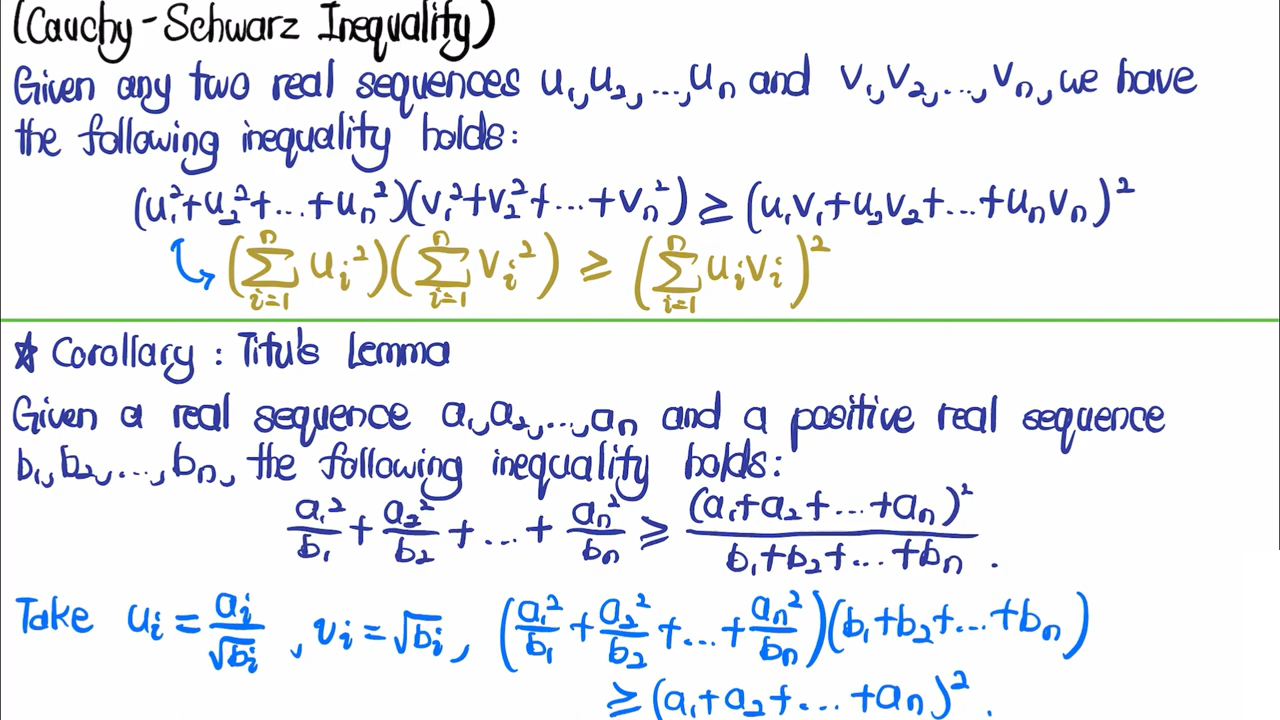 (Cauchy-Schwarz Inequality)
Given any two real sequences u₁,u₂,...,uₙ and v₁,v₂,...,vₙ, we have
the following inequality holds:
(u₁²+u₂²+...+uₙ²)(v₁²+v₂²+...+vₙ²) ≥ (u₁v₁+u₂v₂+...+uₙvₙ)²
(∑ᵢ₌₁ⁿ uᵢ²)(∑ᵢ₌₁ⁿ vᵢ²) ≥ (∑ᵢ₌₁ⁿ uᵢvᵢ)²
★ Corollary : Titu's Lemma
Given a real sequence a₁,a₂,...,aₙ and a positive real sequence
b₁,b₂,...,bₙ, the following inequality holds:
a₁²/b₁ + a₂²/b₂ + ... + aₙ²/bₙ ≥ (a₁+a₂+...+aₙ)²/(b₁+b₂+...+bₙ) .
Take uᵢ = aᵢ/√bᵢ , vᵢ = √bᵢ, (a₁²/b₁ + a₂²/b₂ + ... + aₙ²/bₙ)(b₁+b₂+...+bₙ)
≥ (a₁+a₂+...+aₙ)² .